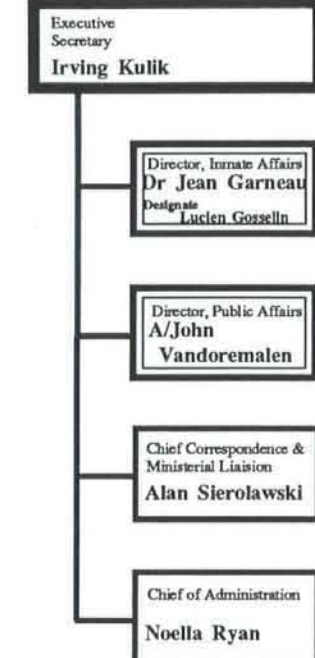 Executive
Secretary
Irving Kulik
Director, Inmate Affairs
Dr Jean Garneau
Designate
Lucien Gosselin
Director, Public Affairs
A/John
Vandoremalen
Chief Correspondence &
Ministerial Liaision
Alan Sierolawski
Chief of Administration
Noella Ryan